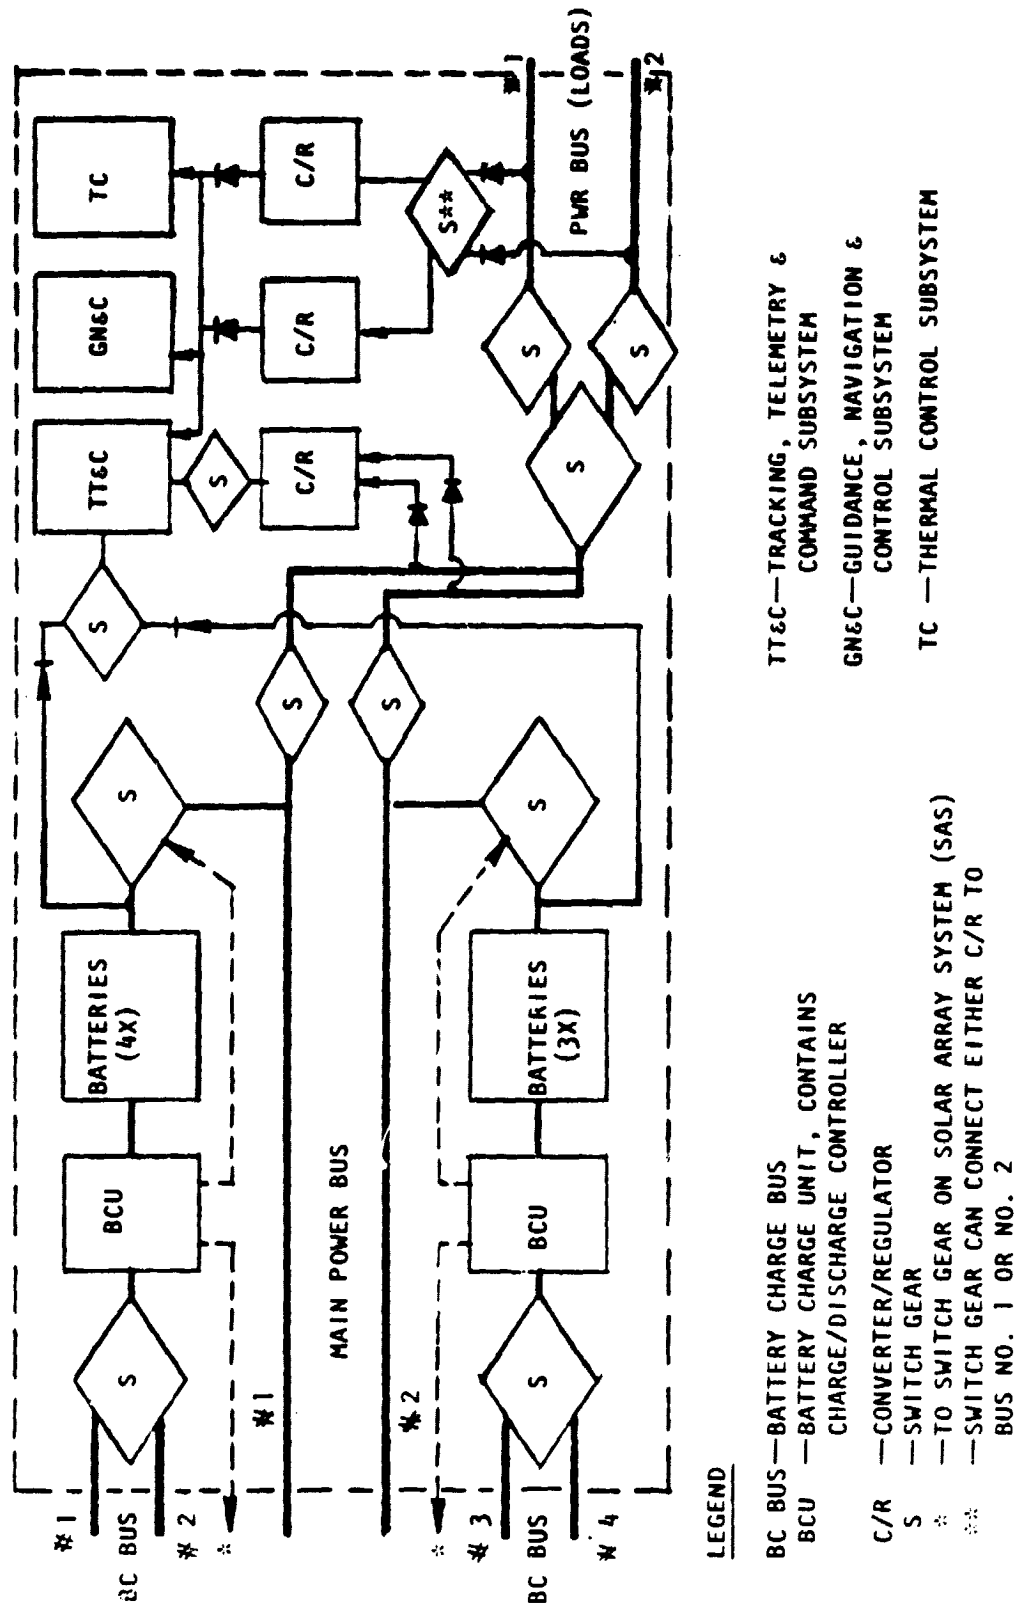 BC BUS
# 1
# 2
*
# 1
# 2
*
# 3
# 4
BC BUS
S
BCU
BATTERIES
(4X)
S
S
TT&C
GN&C
TC
S
C/R
C/R
C/R
S**
MAIN POWER BUS
S
S
S
S
S
# 1
PWR BUS (LOADS)
# 2
S
BCU
BATTERIES
(3X)
S
LEGEND
BC BUS—BATTERY CHARGE BUS
BCU —BATTERY CHARGE UNIT, CONTAINS
CHARGE/DISCHARGE CONTROLLER
C/R —CONVERTER/REGULATOR
S —SWITCH GEAR
* —TO SWITCH GEAR ON SOLAR ARRAY SYSTEM (SAS)
** —SWITCH GEAR CAN CONNECT EITHER C/R TO
BUS NO. 1 OR NO. 2
TT&C—TRACKING, TELEMETRY &
COMMAND SUBSYSTEM
GN&C—GUIDANCE, NAVIGATION &
CONTROL SUBSYSTEM
TC —THERMAL CONTROL SUBSYSTEM